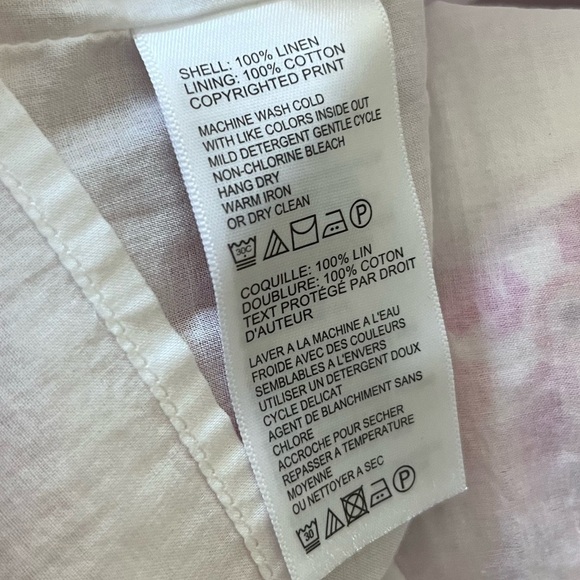 SHELL: 100% LINEN
LINING: 100% COTTON
COPYRIGHTED PRINT
MACHINE WASH COLD
WITH LIKE COLORS INSIDE OUT
MILD DETERGENT GENTLE CYCLE
NON-CHLORINE BLEACH
HANG DRY
WARM IRON
OR DRY CLEAN
30C P
COQUILLE: 100% LIN
DOUBLURE: 100% COTON
TEXT PROTÉGÉ PAR DROIT
D'AUTEUR
LAVER A LA MACHINE A L'EAU
FROIDE AVEC DES COULEURS
SEMBLABLES A L'ENVERS
UTILISER UN DETERGENT DOUX
CYCLE DELICAT
AGENT DE BLANCHIMENT SANS
CHLORE
ACCROCHE POUR SECHER
REPASSER A TEMPERATURE
MOYENNE
OU NETTOYER A SEC
30 P